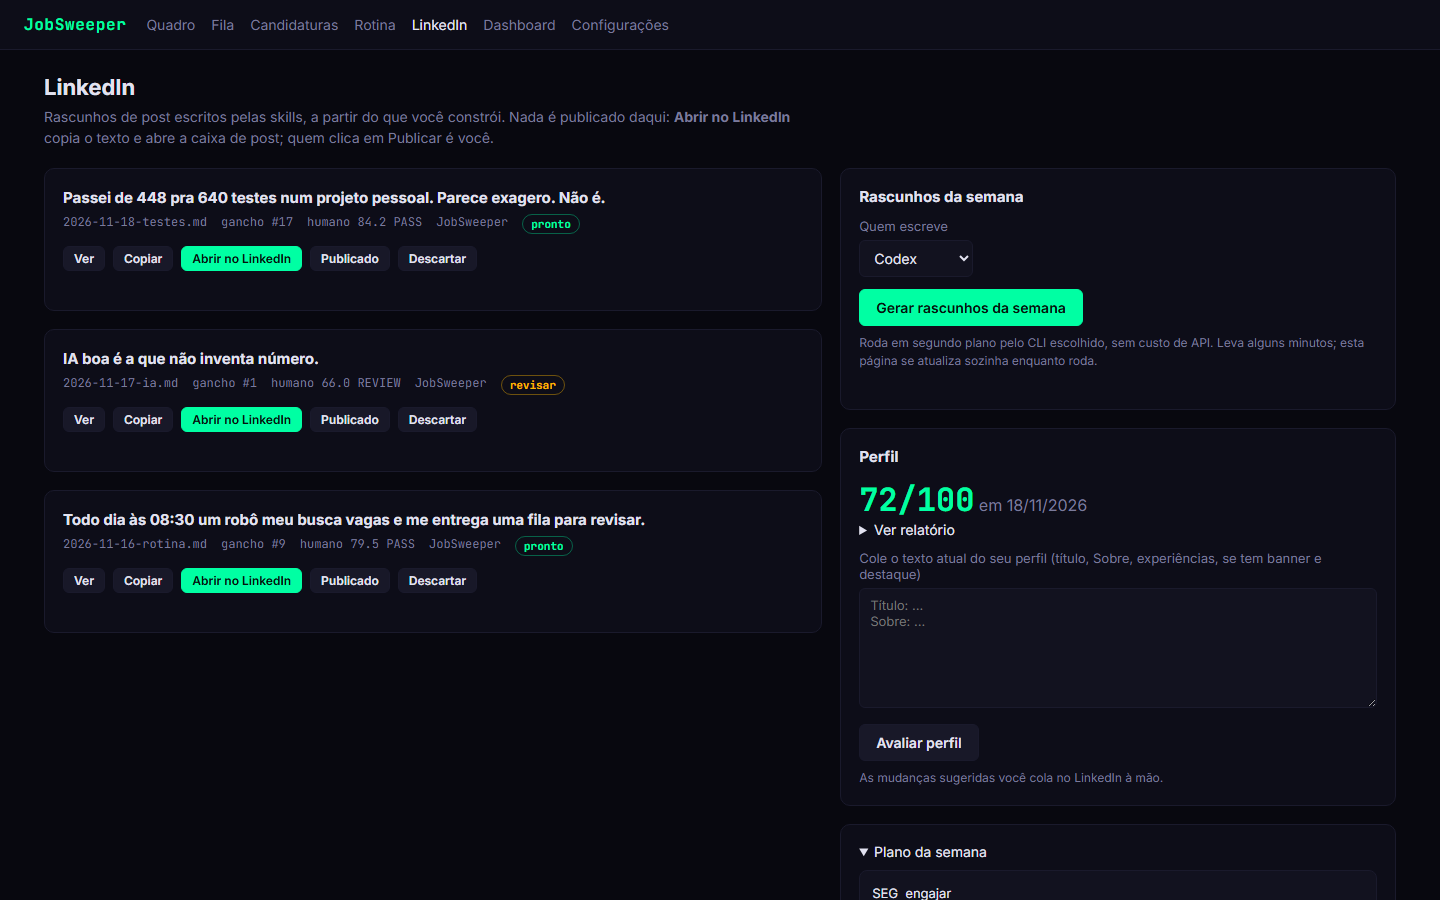 JobSweeper Quadro Fila Candidaturas Rotina LinkedIn Dashboard Configurações
LinkedIn
Rascunhos de post escritos pelas skills, a partir do que você constrói. Nada é publicado daqui: Abrir no LinkedIn
copia o texto e abre a caixa de post; quem clica em Publicar é você.
Passei de 448 pra 640 testes num projeto pessoal. Parece exagero. Não é.
2026-11-18-testes.md gancho #17 humano 84.2 PASS JobSweeper pronto
Ver Copiar Abrir no LinkedIn Publicado Descartar
IA boa é a que não inventa número.
2026-11-17-ia.md gancho #1 humano 66.0 REVIEW JobSweeper revisar
Ver Copiar Abrir no LinkedIn Publicado Descartar
Todo dia às 08:30 um robô meu busca vagas e me entrega uma fila para revisar.
2026-11-16-rotina.md gancho #9 humano 79.5 PASS JobSweeper pronto
Ver Copiar Abrir no LinkedIn Publicado Descartar
Rascunhos da semana
Quem escreve
Codex
Gerar rascunhos da semana
Roda em segundo plano pelo CLI escolhido, sem custo de API. Leva alguns minutos; esta
página se atualiza sozinha enquanto roda.
Perfil
72/100 em 18/11/2026
Ver relatório
Cole o texto atual do seu perfil (título, Sobre, experiências, se tem banner e
destaque)
Título: ...
Sobre: ...
Avaliar perfil
As mudanças sugeridas você cola no LinkedIn à mão.
Plano da semana
SEG engajar